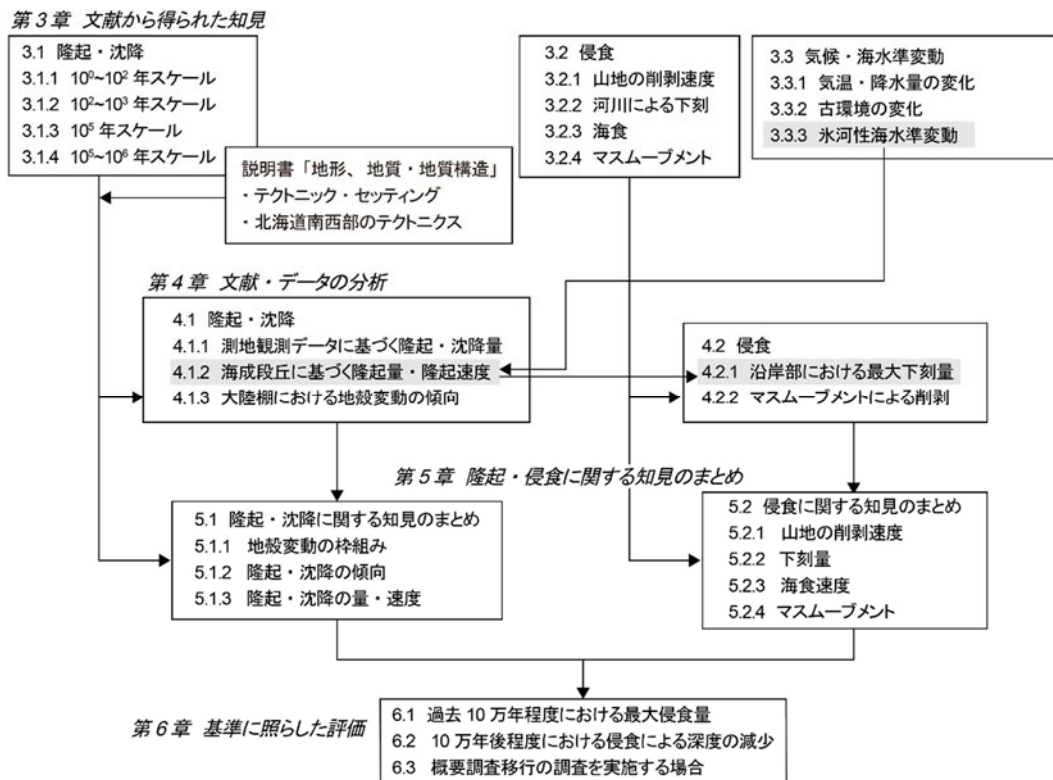 第3章 文献から得られた知見
3.1 隆起・沈降
3.1.1 10⁰~10² 年スケール
3.1.2 10²~10³ 年スケール
3.1.3 10⁵ 年スケール
3.1.4 10⁵~10⁶ 年スケール
説明書「地形、地質・地質構造」
・テクトニック・セッティング
・北海道南西部のテクトニクス
3.2 侵食
3.2.1 山地の削剥速度
3.2.2 河川による下刻
3.2.3 海食
3.2.4 マスムーブメント
3.3 気候・海水準変動
3.3.1 気温・降水量の変化
3.3.2 古環境の変化
3.3.3 氷河性海水準変動
第4章 文献・データの分析
4.1 隆起・沈降
4.1.1 測地観測データに基づく隆起・沈降量
4.1.2 海成段丘に基づく隆起量・隆起速度
4.1.3 大陸棚における地殻変動の傾向
4.2 侵食
4.2.1 沿岸部における最大下刻量
4.2.2 マスムーブメントによる削剥
第5章 隆起・侵食に関する知見のまとめ
5.1 隆起・沈降に関する知見のまとめ
5.1.1 地殻変動の枠組み
5.1.2 隆起・沈降の傾向
5.1.3 隆起・沈降の量・速度
5.2 侵食に関する知見のまとめ
5.2.1 山地の削剥速度
5.2.2 下刻量
5.2.3 海食速度
5.2.4 マスムーブメント
第6章 基準に照らした評価
6.1 過去10万年程度における最大侵食量
6.2 10万年後程度における侵食による深度の減少
6.3 概要調査移行の調査を実施する場合